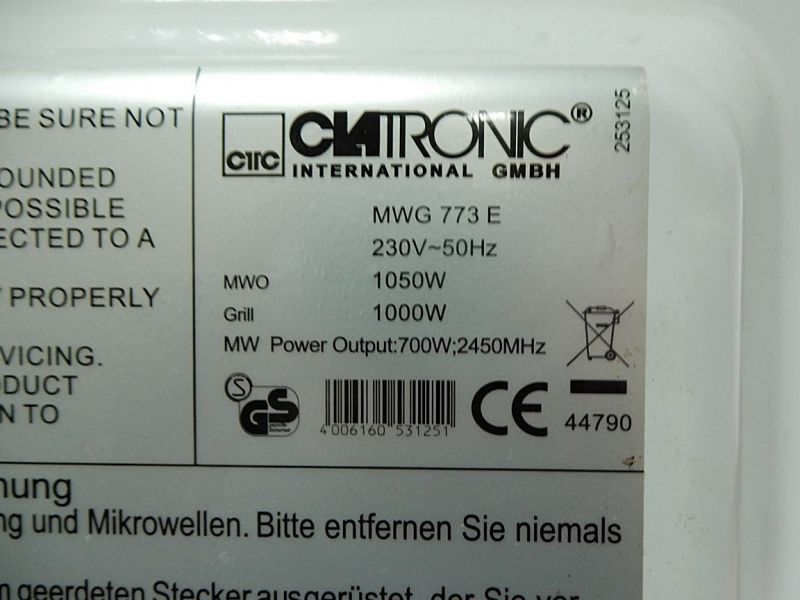 BE SURE NOT
OUNDED
POSSIBLE
ECTED TO A
PROPERLY
VICING.
DUCT
N TO
CTC CLATRONIC®
INTERNATIONAL GMBH
253125
MWG 773 E
230V~50Hz
MWO 1050W
Grill 1000W
MW Power Output:700W;2450MHz
S GS
4006160 531251
CE
44790
nung
ng und Mikrowellen. Bitte entfernen Sie niemals
m geerdeten Stecker ausgerüstet, der Sie vor